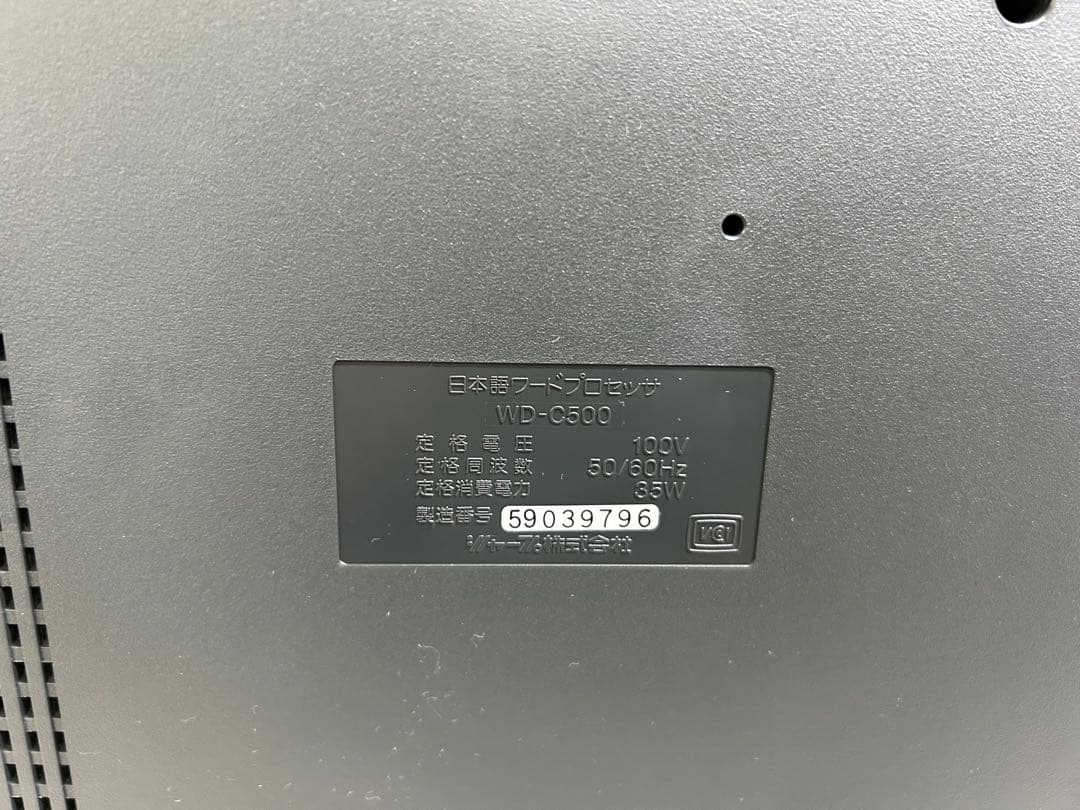 日本語ワードプロセッサ
WD-C500
定格電圧 100V
定格周波数 50/60Hz
定格消費電力 35W
製造番号 59039796
シャープ株式会社
VCI